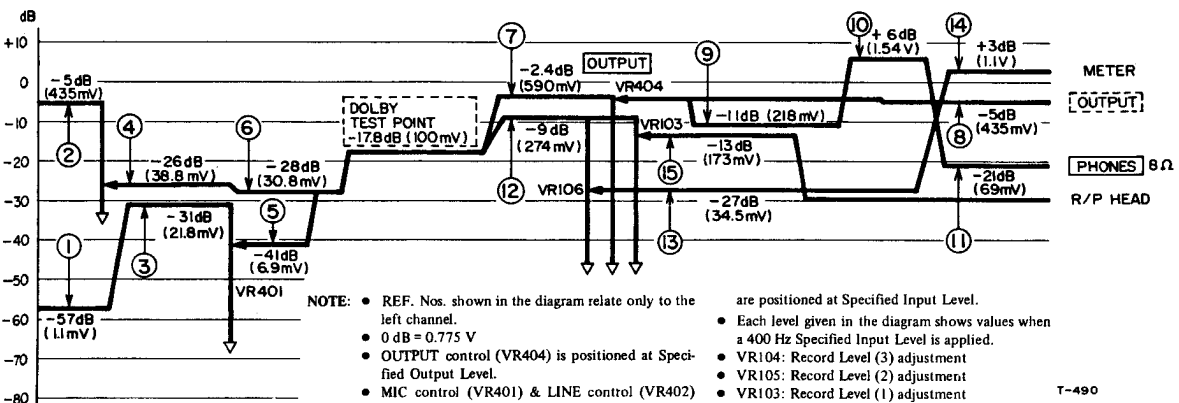 dB
+10
0
-10
-20
-30
-40
-50
-60
-70
-80
-5dB
(435mV)
2
4
-26dB
(38.8mV)
6
-28dB
(30.8mV)
5
-41dB
(6.9mV)
-31dB
(21.8mV)
3
1
-57dB
(1.1mV)
VR401
DOLBY
TEST POINT
-17.8dB (100mV)
7
-2.4dB
(590mV)
OUTPUT
VR404
-9dB
(274mV)
12
VR103
VR106
9
-11dB (218mV)
10
+6dB
(1.54V)
14
+3dB
(1.1V)
-13dB
(173mV)
15
-27dB
(34.5mV)
13
METER
OUTPUT
-5dB
(435mV)
8
PHONES 8Ω
-21dB
(69mV)
R/P HEAD
11
NOTE: • REF. Nos. shown in the diagram relate only to the
left channel.
• 0 dB = 0.775 V
• OUTPUT control (VR404) is positioned at Speci-
fied Output Level.
• MIC control (VR401) & LINE control (VR402)
are positioned at Specified Input Level.
• Each level given in the diagram shows values when
a 400 Hz Specified Input Level is applied.
• VR104: Record Level (3) adjustment
• VR105: Record Level (2) adjustment
• VR103: Record Level (1) adjustment
T-490